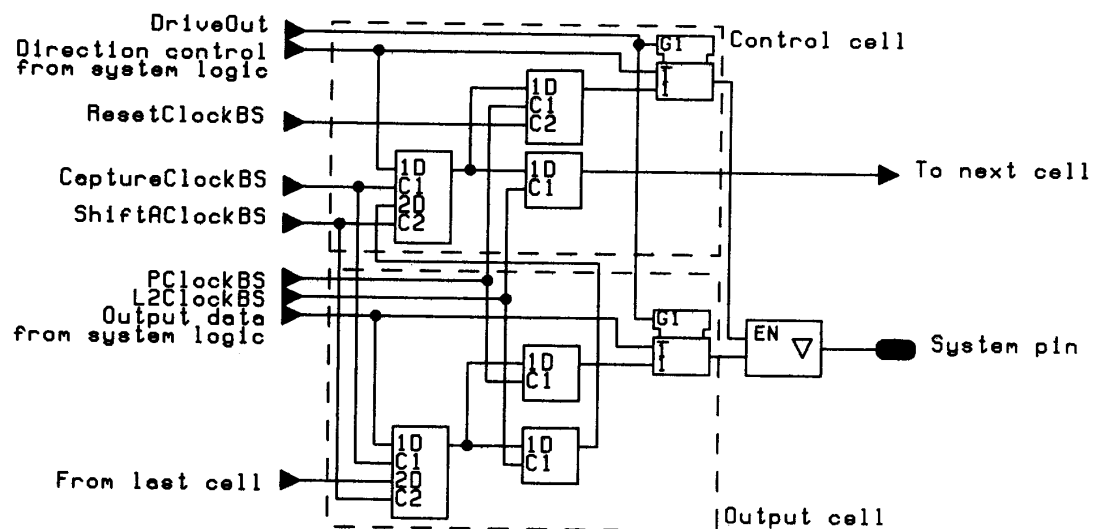 DriveOut
Direction control
from system logic
G1
Control cell
1
1
1D
C1
C2
ResetClockBS
1D
C1
2D
C2
1D
C1
To next cell
CaptureClockBS
ShiftAClockBS
PClockBS
L2ClockBS
Output data
from system logic
G1
1
1
EN
System pin
1D
C1
1D
C1
2D
C2
1D
C1
From last cell
Output cell